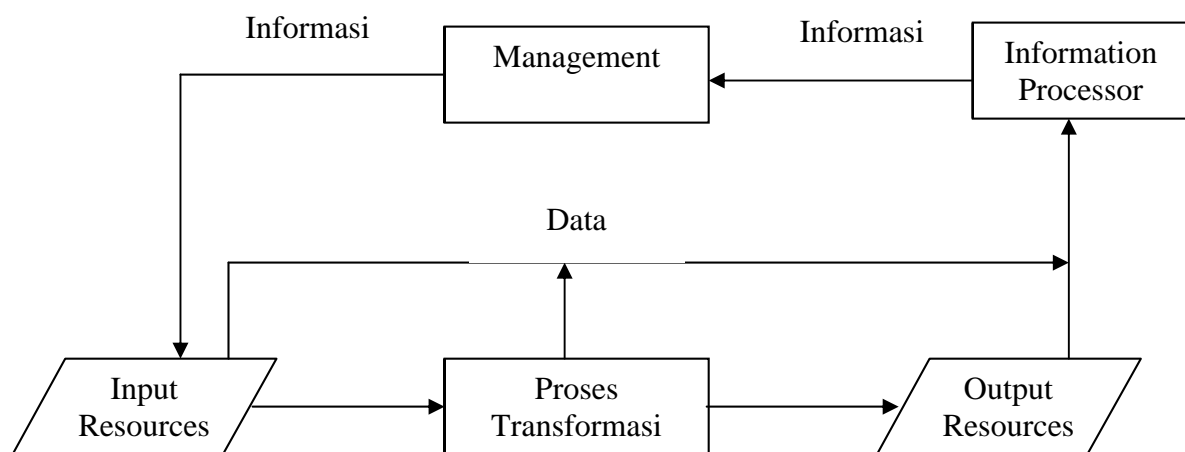 Informasi
Management
Informasi
Information
Processor
Data
Input
Resources
Proses
Transformasi
Output
Resources